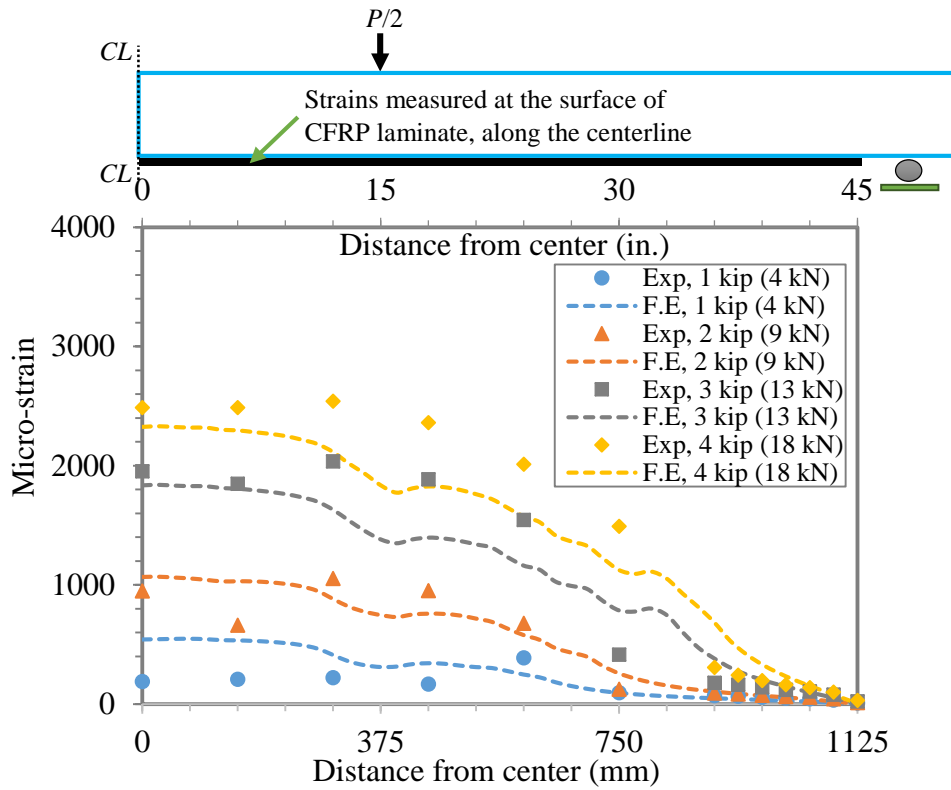 P/2
CL
Strains measured at the surface of
CFRP laminate, along the centerline
CL
0 15 30 45
Distance from center (in.)
4000
3000
2000
1000
0
Micro-strain
Exp, 1 kip (4 kN)
F.E, 1 kip (4 kN)
Exp, 2 kip (9 kN)
F.E, 2 kip (9 kN)
Exp, 3 kip (13 kN)
F.E, 3 kip (13 kN)
Exp, 4 kip (18 kN)
F.E, 4 kip (18 kN)
0 375 750 1125
Distance from center (mm)